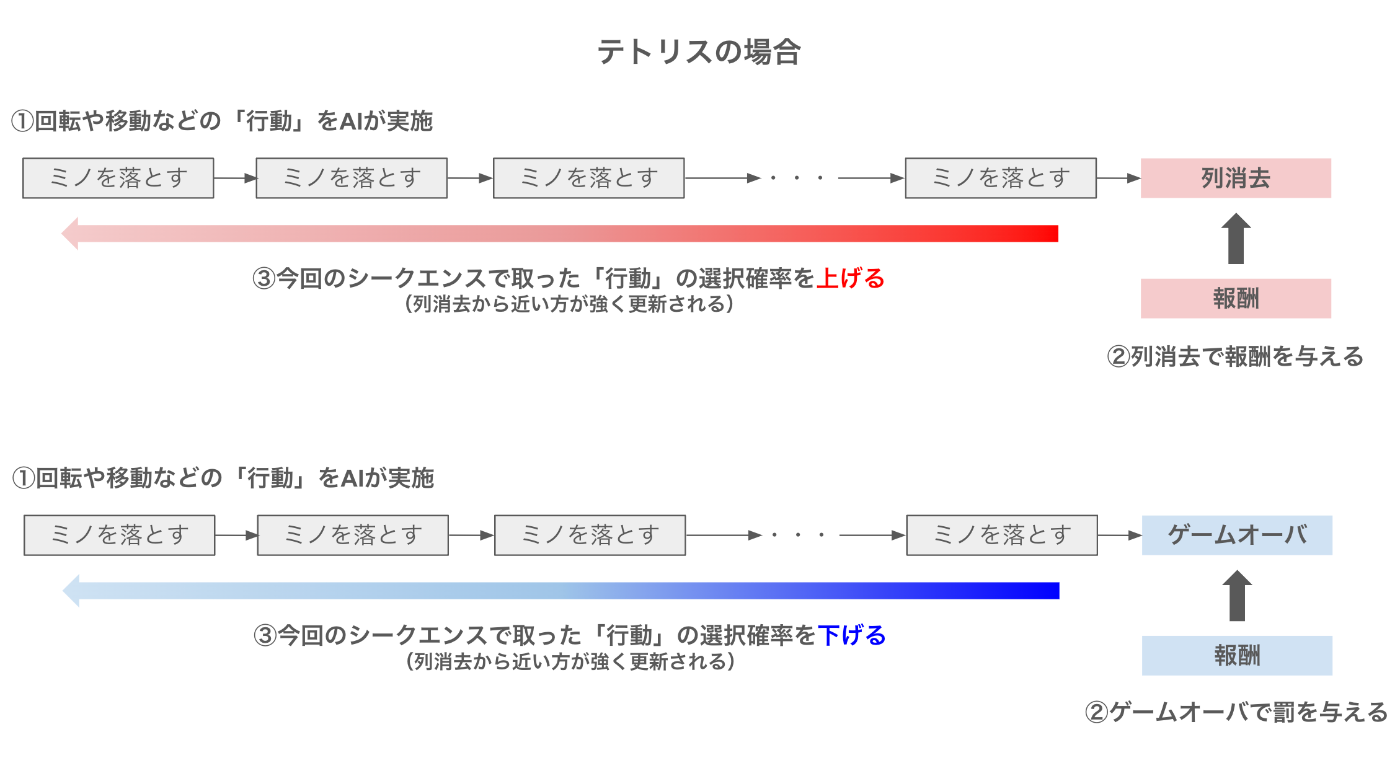 テトリスの場合
①回転や移動などの「行動」をAIが実施
ミノを落とす
ミノを落とす
ミノを落とす
・・・
ミノを落とす
列消去
③今回のシークエンスで取った「行動」の選択確率を上げる
（列消去から近い方が強く更新される）
報酬
②列消去で報酬を与える
①回転や移動などの「行動」をAIが実施
ミノを落とす
ミノを落とす
ミノを落とす
・・・
ミノを落とす
ゲームオーバ
③今回のシークエンスで取った「行動」の選択確率を下げる
（列消去から近い方が強く更新される）
報酬
②ゲームオーバで罰を与える